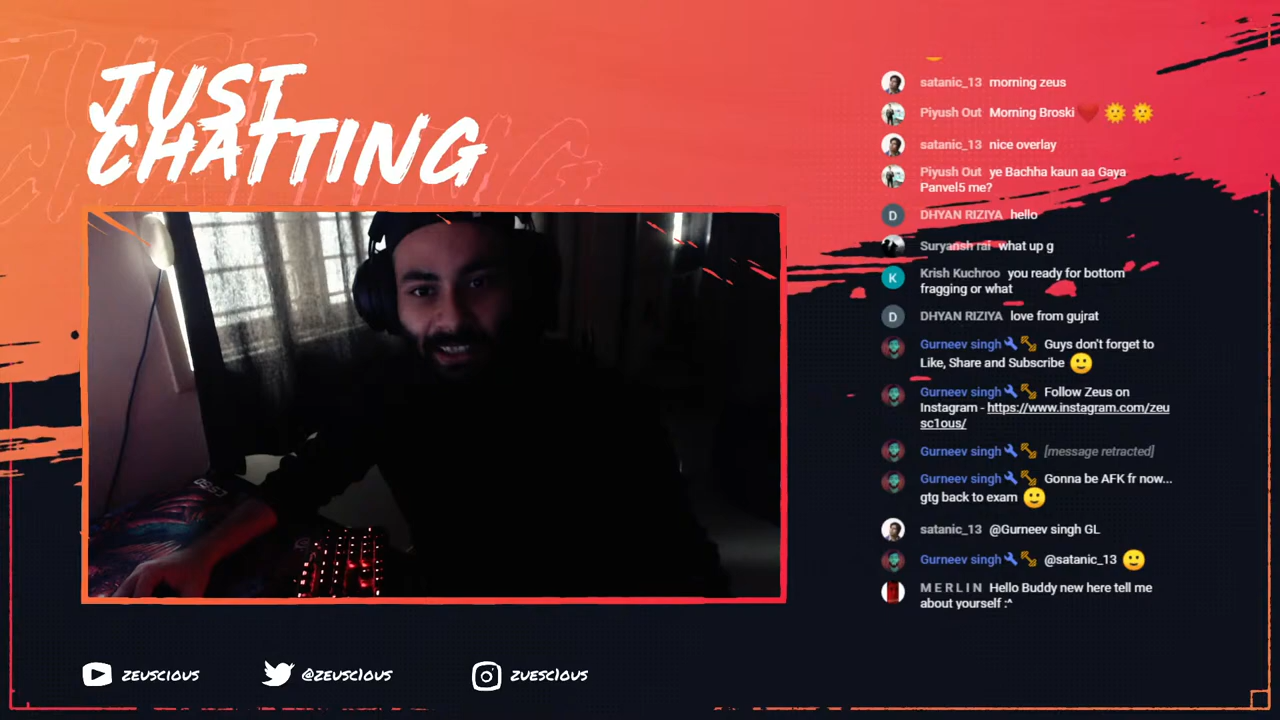 JUST
CHATTING
satanic_13 morning zeus
Piyush Out Morning Broski❤️ 🌞 🌞
satanic_13 nice overlay
Piyush Out ye Bachha kaun aa Gaya
Panvel5 me?
D DHYAN RIZIYA hello
Suryansh rai what up g
K Krish Kuchroo you ready for bottom
fragging or what
D DHYAN RIZIYA love from gujrat
Gurneev singh Guys don't forget to
Like, Share and Subscribe 🙂
Gurneev singh Follow Zeus on
Instagram - https://www.instagram.com/zeu
sc1ous/
Gurneev singh [message retracted]
Gurneev singh Gonna be AFK fr now...
gtg back to exam 🙂
satanic_13 @Gurneev singh GL
Gurneev singh @satanic_13 🙂
M E R L I N Hello Buddy new here tell me
about yourself :^
ZEUSCIOUS @ZEUSC1OUS ZUESC1OUS